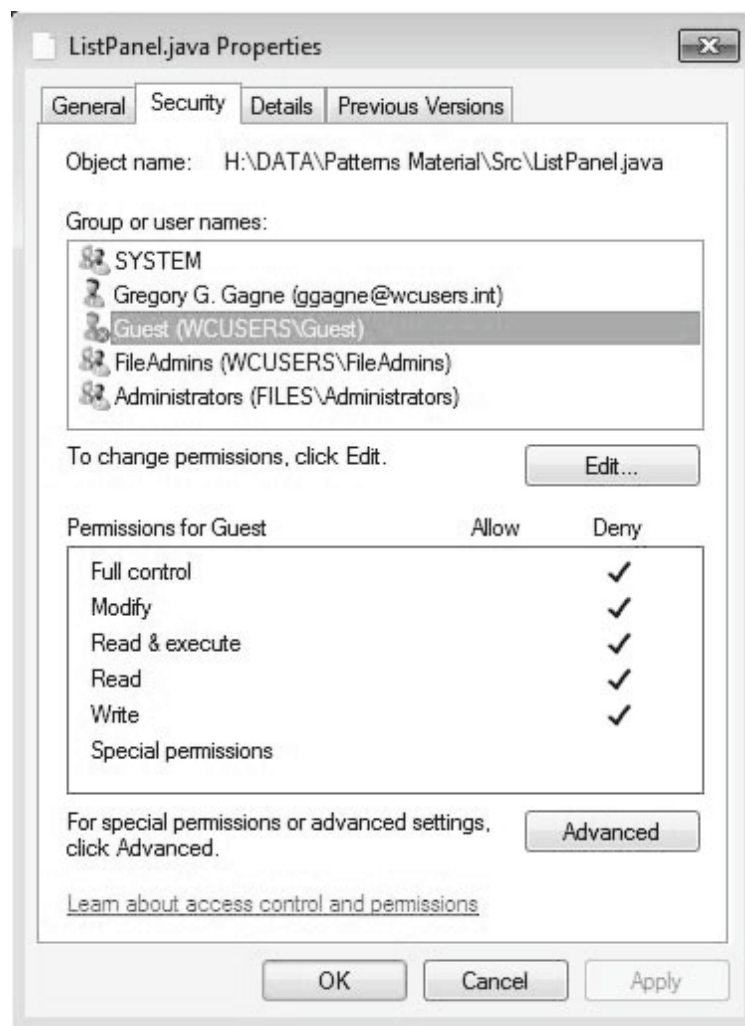 ListPanel.java Properties
General Security Details Previous Versions
Object name: H:\DATA\Patterns Material\Src\ListPanel.java
Group or user names:
SYSTEM
Gregory G. Gagne (ggagne@wcusers.int)
Guest (WCUSERS\Guest)
FileAdmins (WCUSERS\FileAdmins)
Administrators (FILES\Administrators)
To change permissions, click Edit.
Edit...
Permissions for Guest Allow Deny
Full control
Modify
Read & execute
Read
Write
Special permissions
For special permissions or advanced settings,
click Advanced.
Advanced
Learn about access control and permissions
OK Cancel Apply